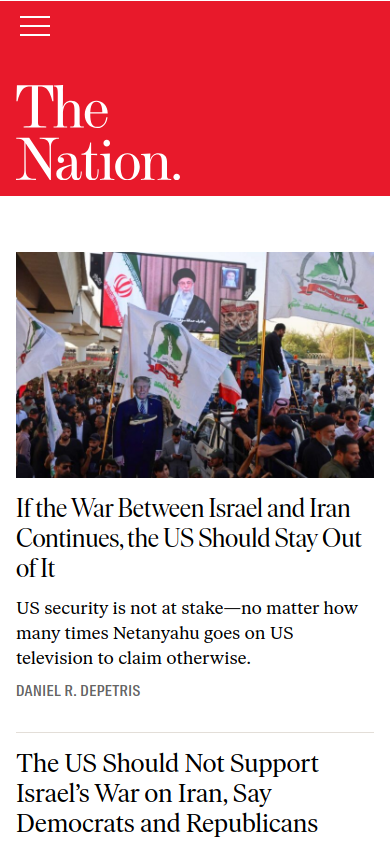 The
Nation.
If the War Between Israel and Iran
Continues, the US Should Stay Out
of It
US security is not at stake—no matter how
many times Netanyahu goes on US
television to claim otherwise.
DANIEL R. DEPETRIS
The US Should Not Support
Israel’s War on Iran, Say
Democrats and Republicans